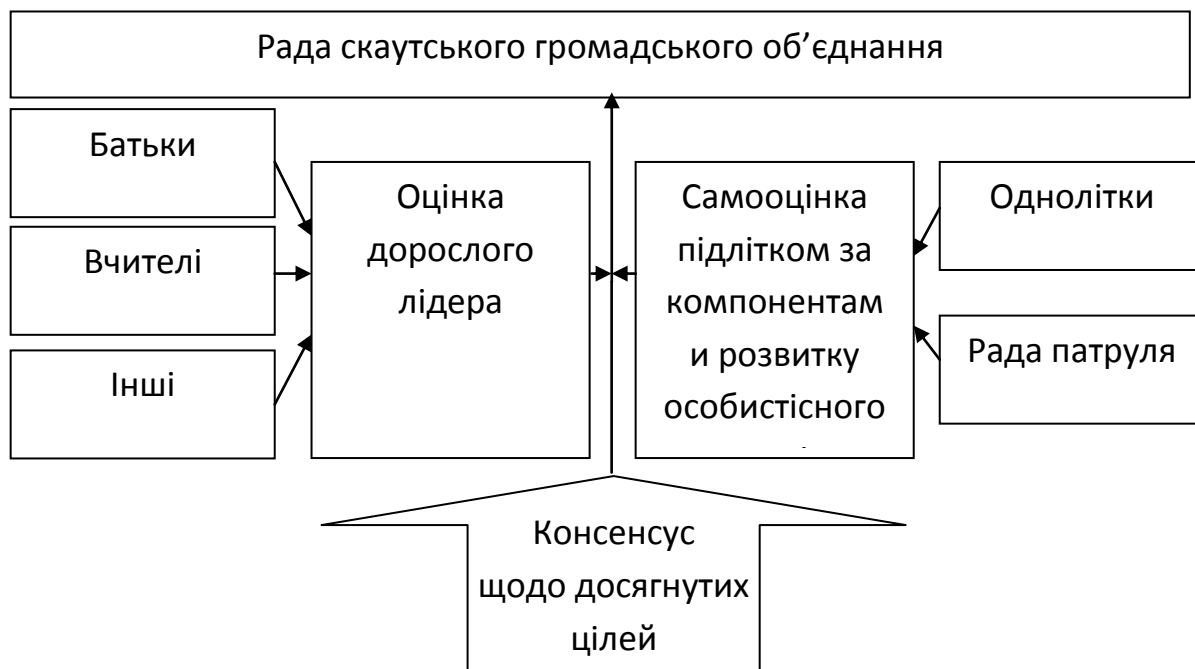 Рада скаутського громадського об’єднання
Батьки
Вчителі
Інші
Оцінка
дорослого
лідера
Самооцінка
підлітком за
компонентам
и розвитку
особистісного
Однолітки
Рада патруля
Консенсус
щодо досягнутих
цілей